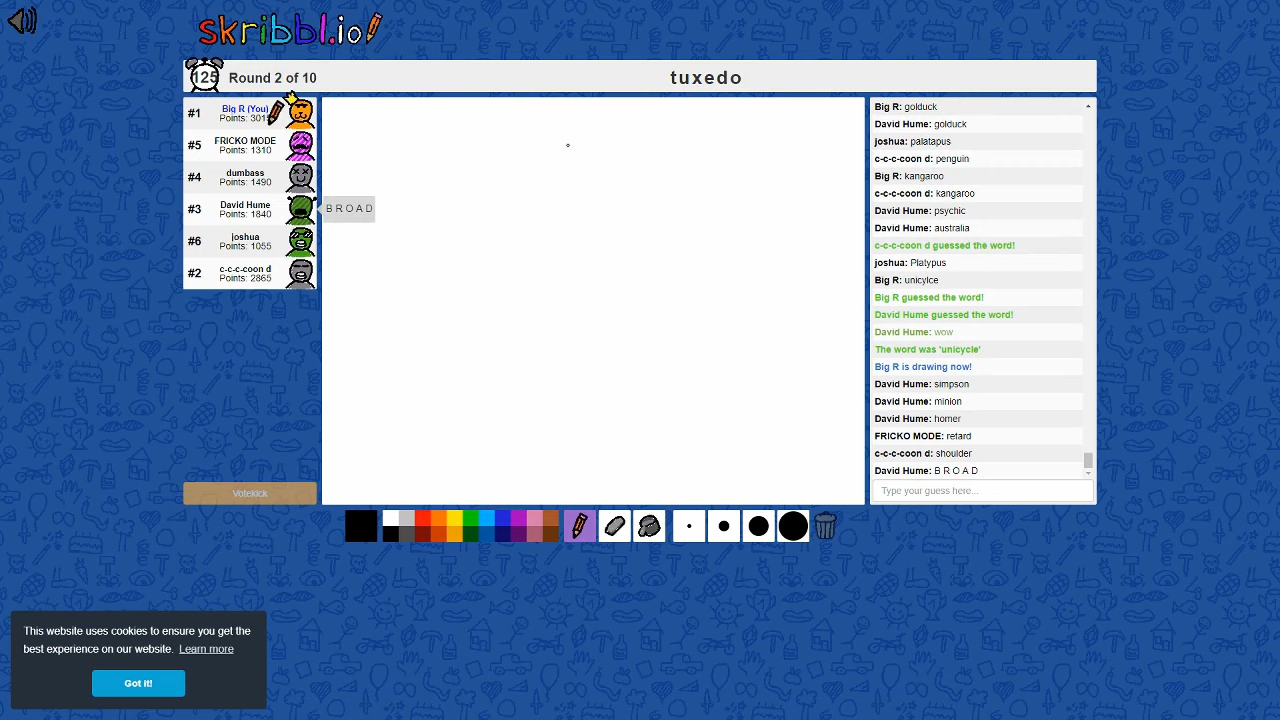 skribbl.io
125
Round 2 of 10
tuxedo
#1
Big R (You)
Points: 3015
#5
FRICKO MODE
Points: 1310
#4
dumbass
Points: 1490
#3
David Hume
Points: 1840
B R O A D
#6
joshua
Points: 1055
#2
c-c-c-coon d
Points: 2865
Votekick
Big R: golduck
David Hume: golduck
joshua: palatapus
c-c-c-coon d: penguin
Big R: kangaroo
c-c-c-coon d: kangaroo
David Hume: psychic
David Hume: australia
c-c-c-coon d guessed the word!
joshua: Platypus
Big R: unicylce
Big R guessed the word!
David Hume guessed the word!
David Hume: wow
The word was 'unicycle'
Big R is drawing now!
David Hume: simpson
David Hume: minion
David Hume: homer
FRICKO MODE: retard
c-c-c-coon d: shoulder
David Hume: B R O A D
Type your guess here...
This website uses cookies to ensure you get the
best experience on our website. Learn more
Got it!